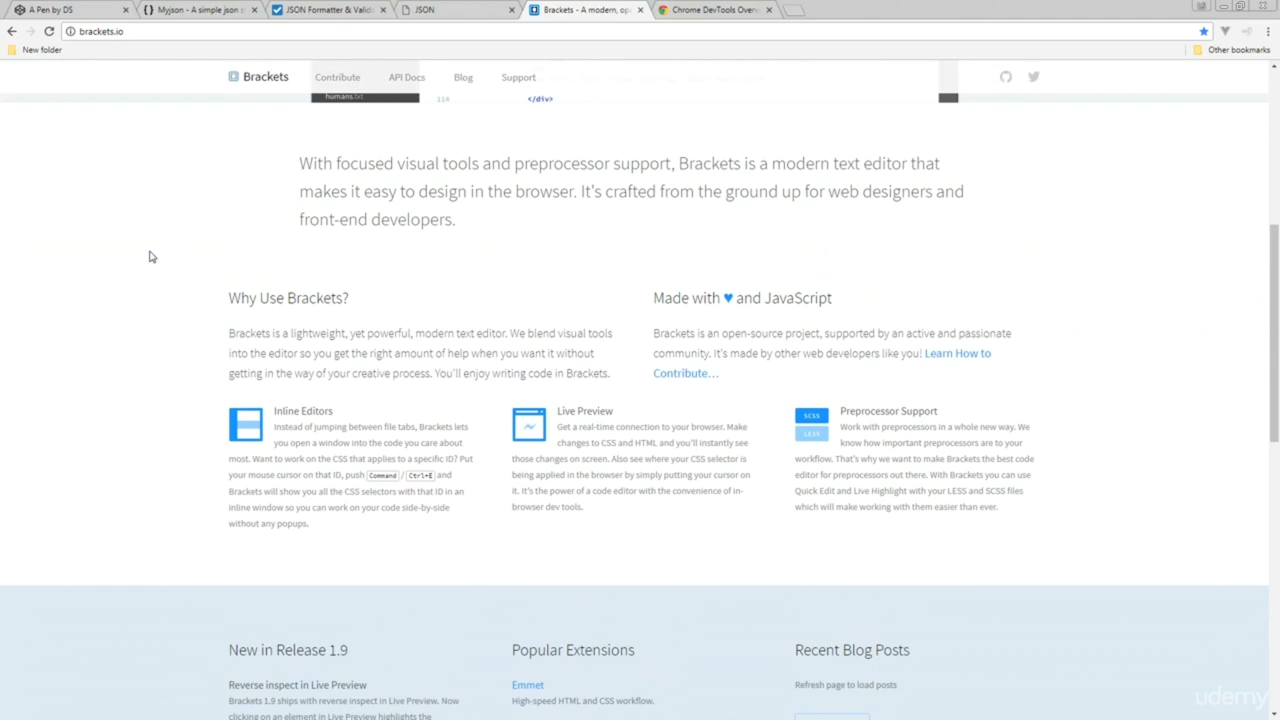 A Pen by DS
Myjson - A simple json s
JSON Formatter & Valid
JSON
Brackets - A modern, op
Chrome DevTools Over
brackets.io
New folder
Other bookmarks
Brackets
Contribute
API Docs
Blog
Support
humans.txt
114
</div>
With focused visual tools and preprocessor support, Brackets is a modern text editor that
makes it easy to design in the browser. It's crafted from the ground up for web designers and
front-end developers.
Why Use Brackets?
Brackets is a lightweight, yet powerful, modern text editor. We blend visual tools
into the editor so you get the right amount of help when you want it without
getting in the way of your creative process. You'll enjoy writing code in Brackets.
Made with ♥ and JavaScript
Brackets is an open-source project, supported by an active and passionate
community. It's made by other web developers like you! Learn How to
Contribute…
Inline Editors
Instead of jumping between file tabs, Brackets lets
you open a window into the code you care about
most. Want to work on the CSS that applies to a specific ID? Put
your mouse cursor on that ID, push Command / Ctrl+E and
Brackets will show you all the CSS selectors with that ID in an
inline window so you can work on your code side-by-side
without any popups.
Live Preview
Get a real-time connection to your browser. Make
changes to CSS and HTML and you'll instantly see
those changes on screen. Also see where your CSS selector is
being applied in the browser by simply putting your cursor on
it. It's the power of a code editor with the convenience of in-
browser dev tools.
SCSS
LESS
Preprocessor Support
Work with preprocessors in a whole new way. We
know how important preprocessors are to your
workflow. That's why we want to make Brackets the best code
editor for preprocessors out there. With Brackets you can use
Quick Edit and Live Highlight with your LESS and SCSS files
which will make working with them easier than ever.
New in Release 1.9
Reverse inspect in Live Preview
Brackets 1.9 ships with reverse inspect in Live Preview. Now
clicking on an element in Live Preview highlights the
Popular Extensions
Emmet
High-speed HTML and CSS workflow.
Recent Blog Posts
Refresh page to load posts
udemy